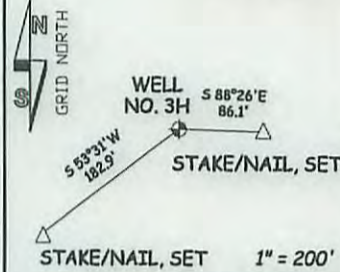 N
S
GRID NORTH
WELL
NO. 3H
S 88°26'E
86.1'
S 53°31'W
182.9'
STAKE/NAIL, SET
STAKE/NAIL, SET
1" = 200'